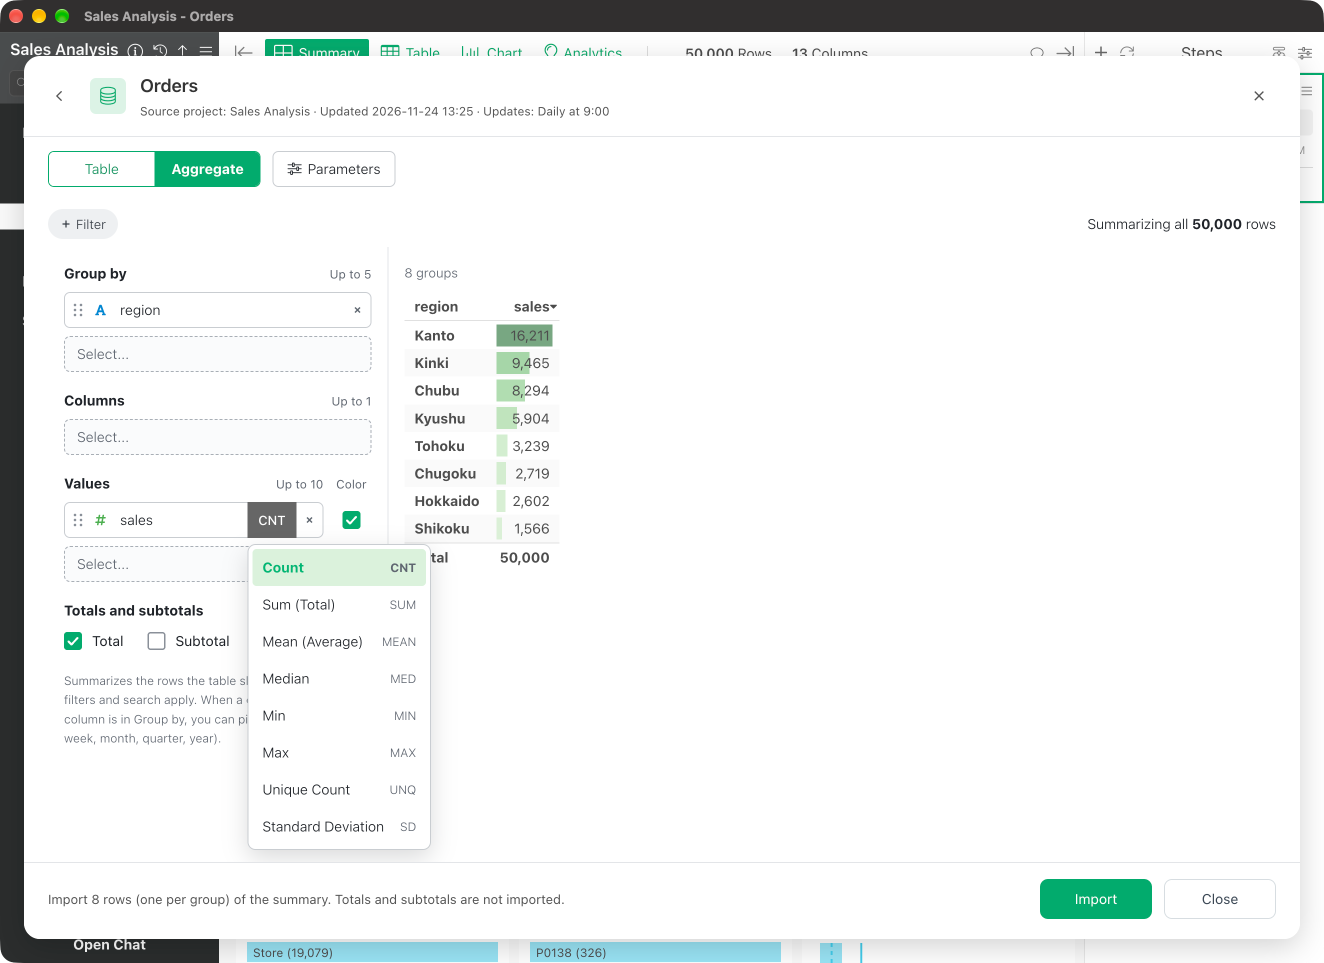 Sales Analysis - Orders
Sales Analysis
Summary
Table
Chart
Analytics
50,000 Rows
13 Columns
Steps
Orders
Source project: Sales Analysis · Updated 2026-11-24 13:25 · Updates: Daily at 9:00
Table
Aggregate
Parameters
+ Filter
Summarizing all 50,000 rows
Group by
Up to 5
A region ×
Select...
Columns
Up to 1
Select...
Values
Up to 10
Color
# sales CNT ×
Select...
Totals and subtotals
Total
Subtotal
Summarizes the rows the table
filters and search apply. When a
column is in Group by, you can
week, month, quarter, year).
Count CNT
Sum (Total) SUM
Mean (Average) MEAN
Median MED
Min MIN
Max MAX
Unique Count UNQ
Standard Deviation SD
8 groups
region sales
Kanto 16,211
Kinki 9,465
Chubu 8,294
Kyushu 5,904
Tohoku 3,239
Chugoku 2,719
Hokkaido 2,602
Shikoku 1,566
tal 50,000
Import 8 rows (one per group) of the summary. Totals and subtotals are not imported.
Import
Close
Open Chat
Store (19,079)
P0138 (326)